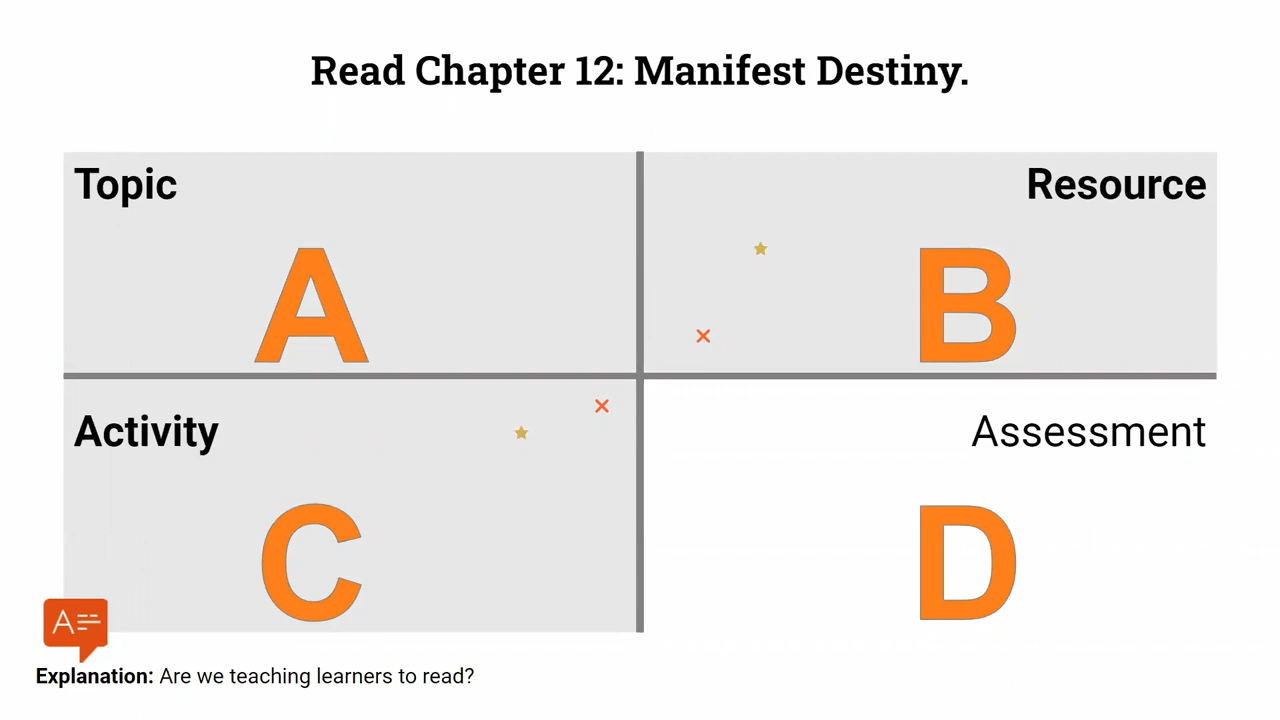 Read Chapter 12: Manifest Destiny.
Topic
Resource
A
B
Activity
Assessment
C
D
A
Explanation: Are we teaching learners to read?